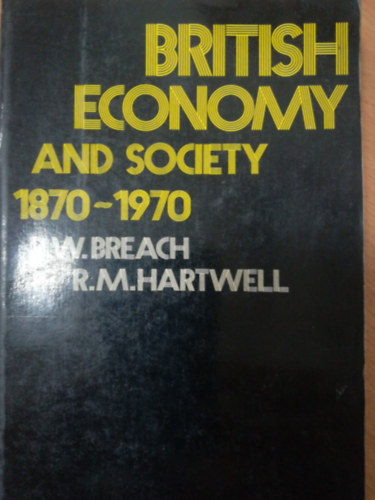 BRITISH
ECONOMY
AND SOCIETY
1870~1970
W. BREACH
R.M. HARTWELL